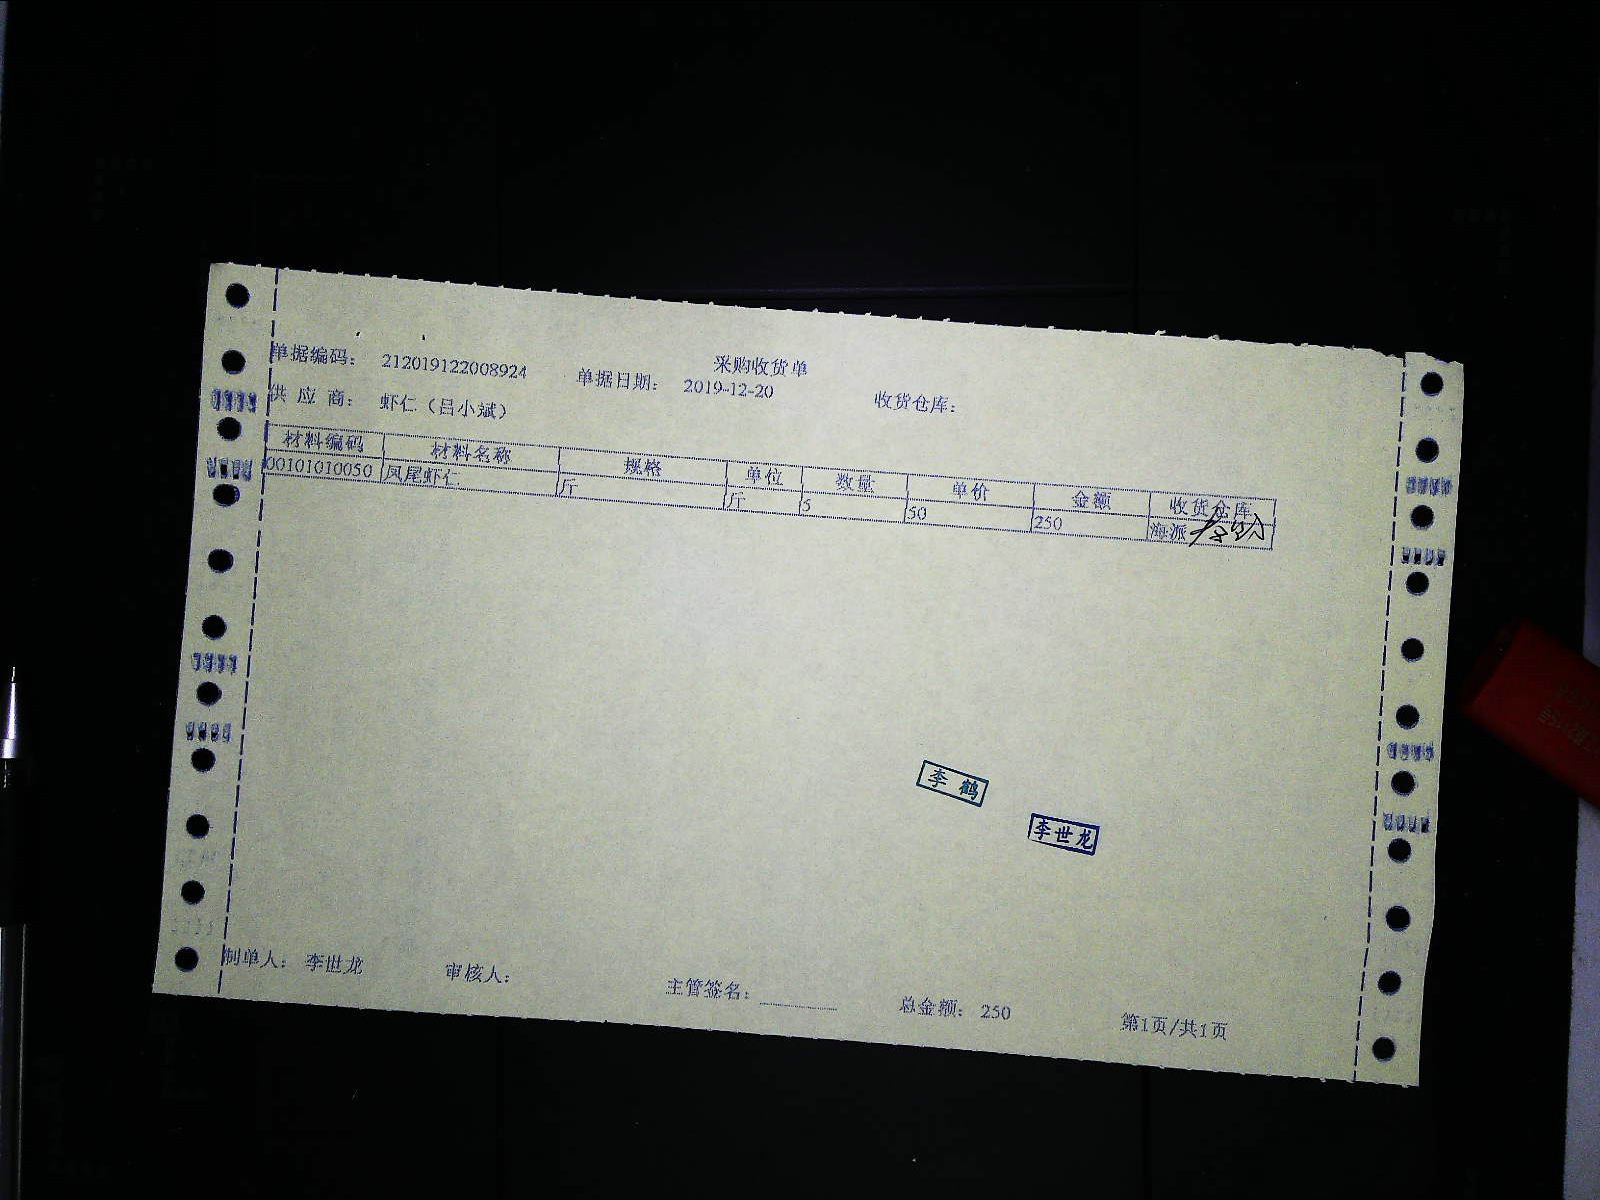 采购收货单
单据编码： 212019122008924 单据日期： 2019-12-20 收货仓库：
供 应 商： 虾仁（吕小斌）
材料编码 材料名称 规格 单位 数量 单价 金额 收货仓库
00101010050 凤尾虾仁 斤 斤 5 50 250 海派
李鹤
李世龙
制单人： 李世龙 审核人： 主管签名： 总金额： 250 第1页/共1页